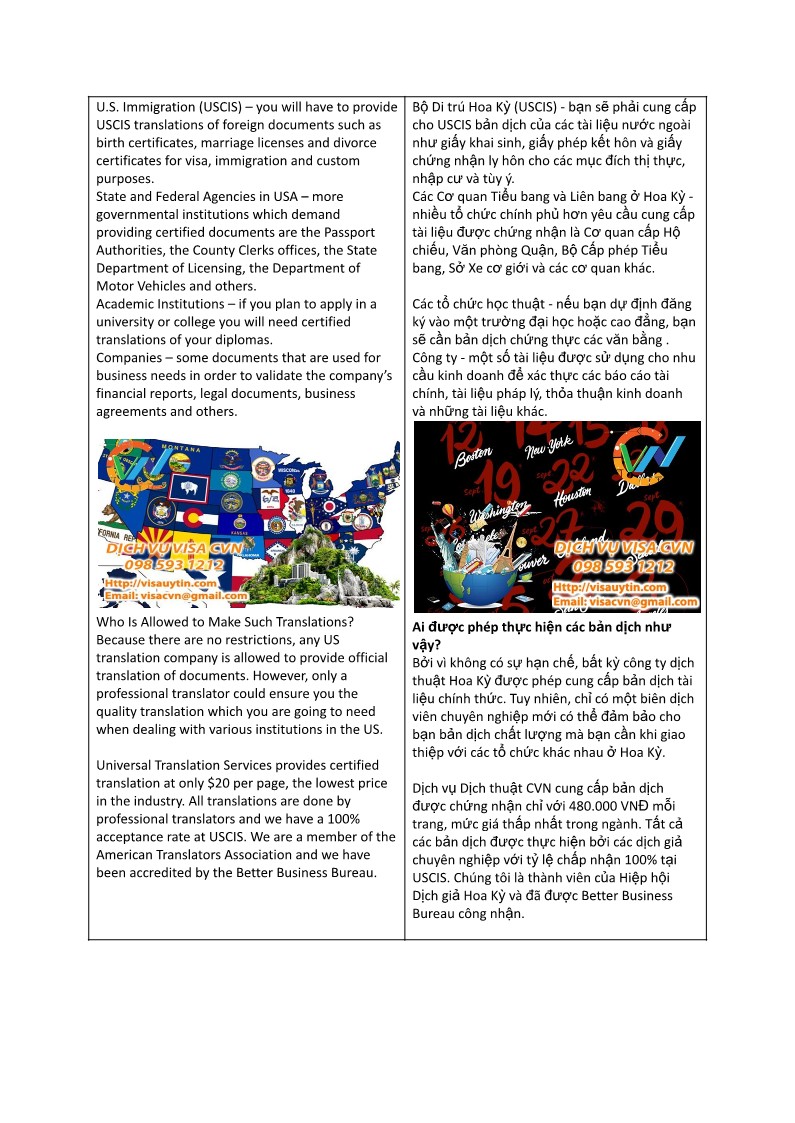 U.S. Immigration (USCIS) – you will have to provide
USCIS translations of foreign documents such as
birth certificates, marriage licenses and divorce
certificates for visa, immigration and custom
purposes.
State and Federal Agencies in USA – more
governmental institutions which demand
providing certified documents are the Passport
Authorities, the County Clerks offices, the State
Department of Licensing, the Department of
Motor Vehicles and others.
Academic Institutions – if you plan to apply in a
university or college you will need certified
translations of your diplomas.
Companies – some documents that are used for
business needs in order to validate the company’s
financial reports, legal documents, business
agreements and others.
MONTANA
WISCONSIN
1848
KANSAS
OKLAHOMA
DỊCH VỤ VISA CVN
098 593 1212
Http://visauytin.com
Email: visacvn@gmail.com
Who Is Allowed to Make Such Translations?
Because there are no restrictions, any US
translation company is allowed to provide official
translation of documents. However, only a
professional translator could ensure you the
quality translation which you are going to need
when dealing with various institutions in the US.
Universal Translation Services provides certified
translation at only $20 per page, the lowest price
in the industry. All translations are done by
professional translators and we have a 100%
acceptance rate at USCIS. We are a member of the
American Translators Association and we have
been accredited by the Better Business Bureau.
Bộ Di trú Hoa Kỳ (USCIS) - bạn sẽ phải cung cấp
cho USCIS bản dịch của các tài liệu nước ngoài
như giấy khai sinh, giấy phép kết hôn và giấy
chứng nhận ly hôn cho các mục đích thị thực,
nhập cư và tùy ý.
Các Cơ quan Tiểu bang và Liên bang ở Hoa Kỳ -
nhiều tổ chức chính phủ hơn yêu cầu cung cấp
tài liệu được chứng nhận là Cơ quan cấp Hộ
chiếu, Văn phòng Quận, Bộ Cấp phép Tiểu
bang, Sở Xe cơ giới và các cơ quan khác.
Các tổ chức học thuật - nếu bạn dự định đăng
ký vào một trường đại học hoặc cao đẳng, bạn
sẽ cần bản dịch chứng thực các văn bằng .
Công ty - một số tài liệu được sử dụng cho nhu
cầu kinh doanh để xác thực các báo cáo tài
chính, tài liệu pháp lý, thỏa thuận kinh doanh
và những tài liệu khác.
12 14 15
Boston New York
Dallas
19 22
Sept
Houston
Washington
Sept
29
DỊCH VỤ VISA CVN
098 593 1212
Http://visauytin.com
Email: visacvn@gmail.com
Ai được phép thực hiện các bản dịch như
vậy?
Bởi vì không có sự hạn chế, bất kỳ công ty dịch
thuật Hoa Kỳ được phép cung cấp bản dịch tài
liệu chính thức. Tuy nhiên, chỉ có một biên dịch
viên chuyên nghiệp mới có thể đảm bảo cho
bạn bản dịch chất lượng mà bạn cần khi giao
thiệp với các tổ chức khác nhau ở Hoa Kỳ.
Dịch vụ Dịch thuật CVN cung cấp bản dịch
được chứng nhận chỉ với 480.000 VNĐ mỗi
trang, mức giá thấp nhất trong ngành. Tất cả
các bản dịch được thực hiện bởi các dịch giả
chuyên nghiệp với tỷ lệ chấp nhận 100% tại
USCIS. Chúng tôi là thành viên của Hiệp hội
Dịch giả Hoa Kỳ và đã được Better Business
Bureau công nhận.